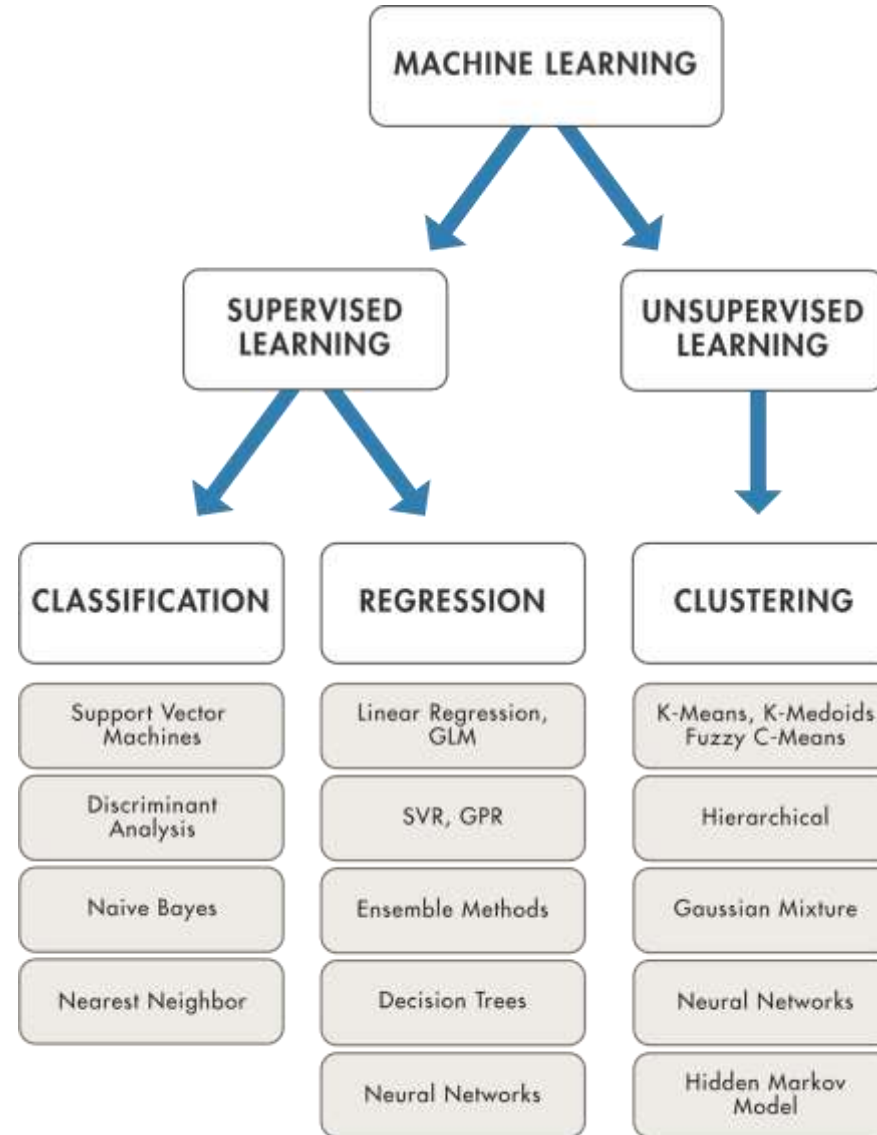 MACHINE LEARNING
SUPERVISED
LEARNING
UNSUPERVISED
LEARNING
CLASSIFICATION
Support Vector
Machines
Discriminant
Analysis
Naive Bayes
Nearest Neighbor
REGRESSION
Linear Regression,
GLM
SVR, GPR
Ensemble Methods
Decision Trees
Neural Networks
CLUSTERING
K-Means, K-Medoids
Fuzzy C-Means
Hierarchical
Gaussian Mixture
Neural Networks
Hidden Markov
Model